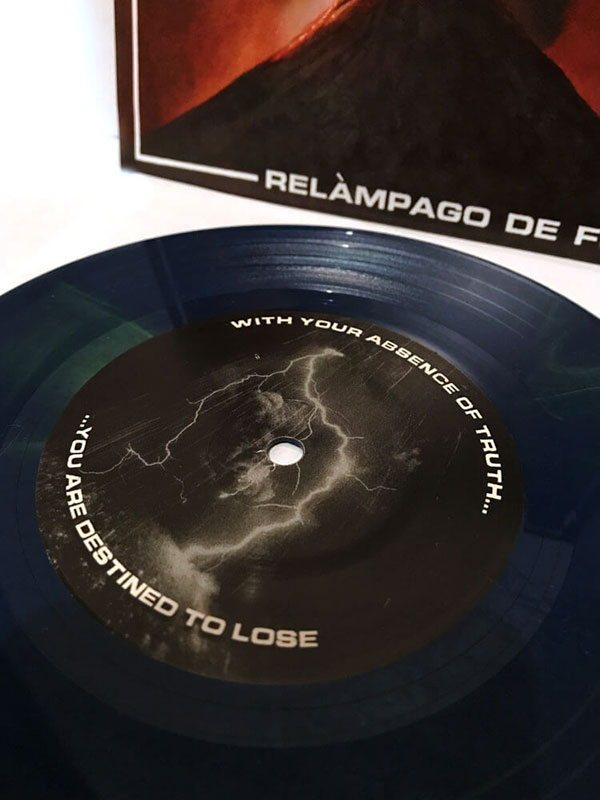 RELÀMPAGO DE F
WITH YOUR ABSENCE OF TRUTH...
...YOU ARE DESTINED TO LOSE